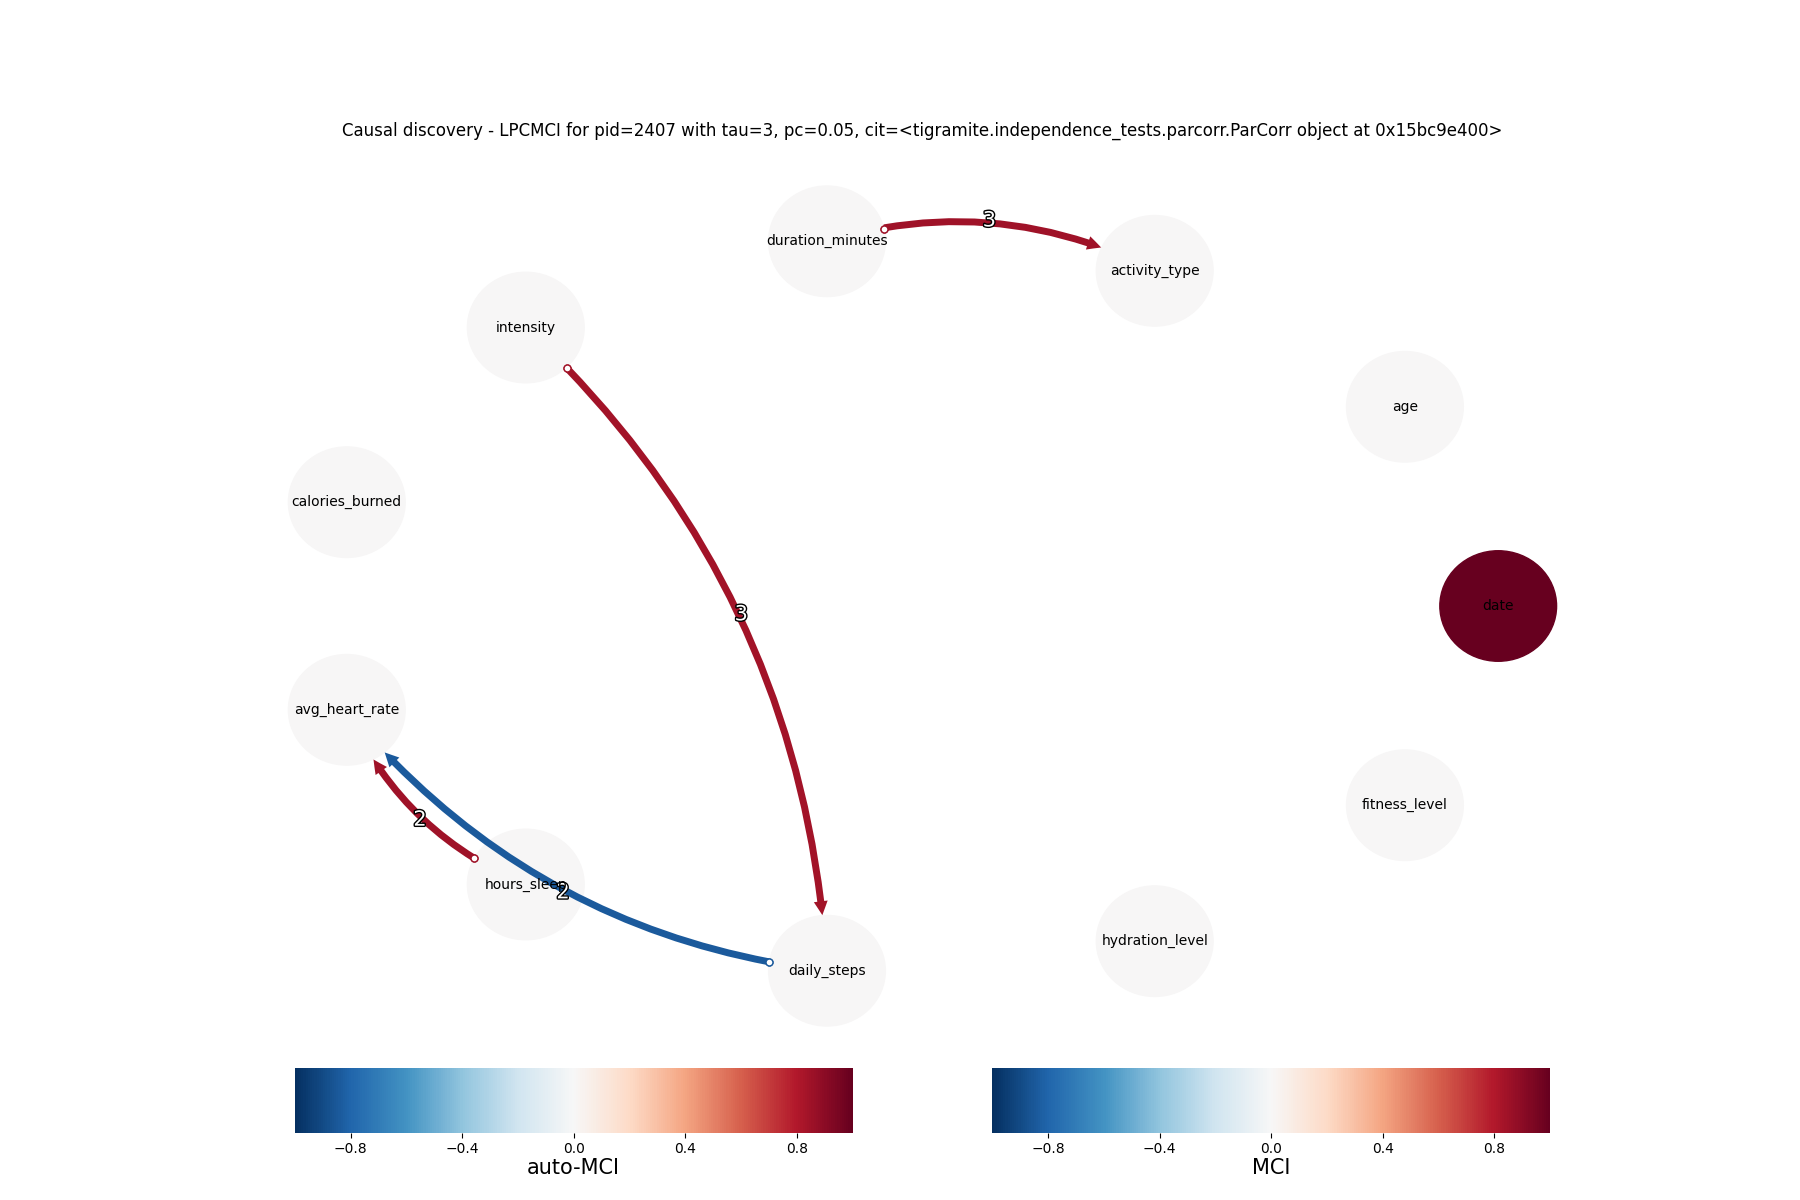 Causal discovery - LPCMCI for pid=2407 with tau=3, pc=0.05, cit=<tigramite.independence_tests.parcorr.ParCorr object at 0x15bc9e400>
duration_minutes
3
activity_type
intensity
age
calories_burned
date
3
avg_heart_rate
fitness_level
2
2
hydration_level
daily_steps
−0.8 −0.4 0.0 0.4 0.8
auto-MCI
−0.8 −0.4 0.0 0.4 0.8
MCI